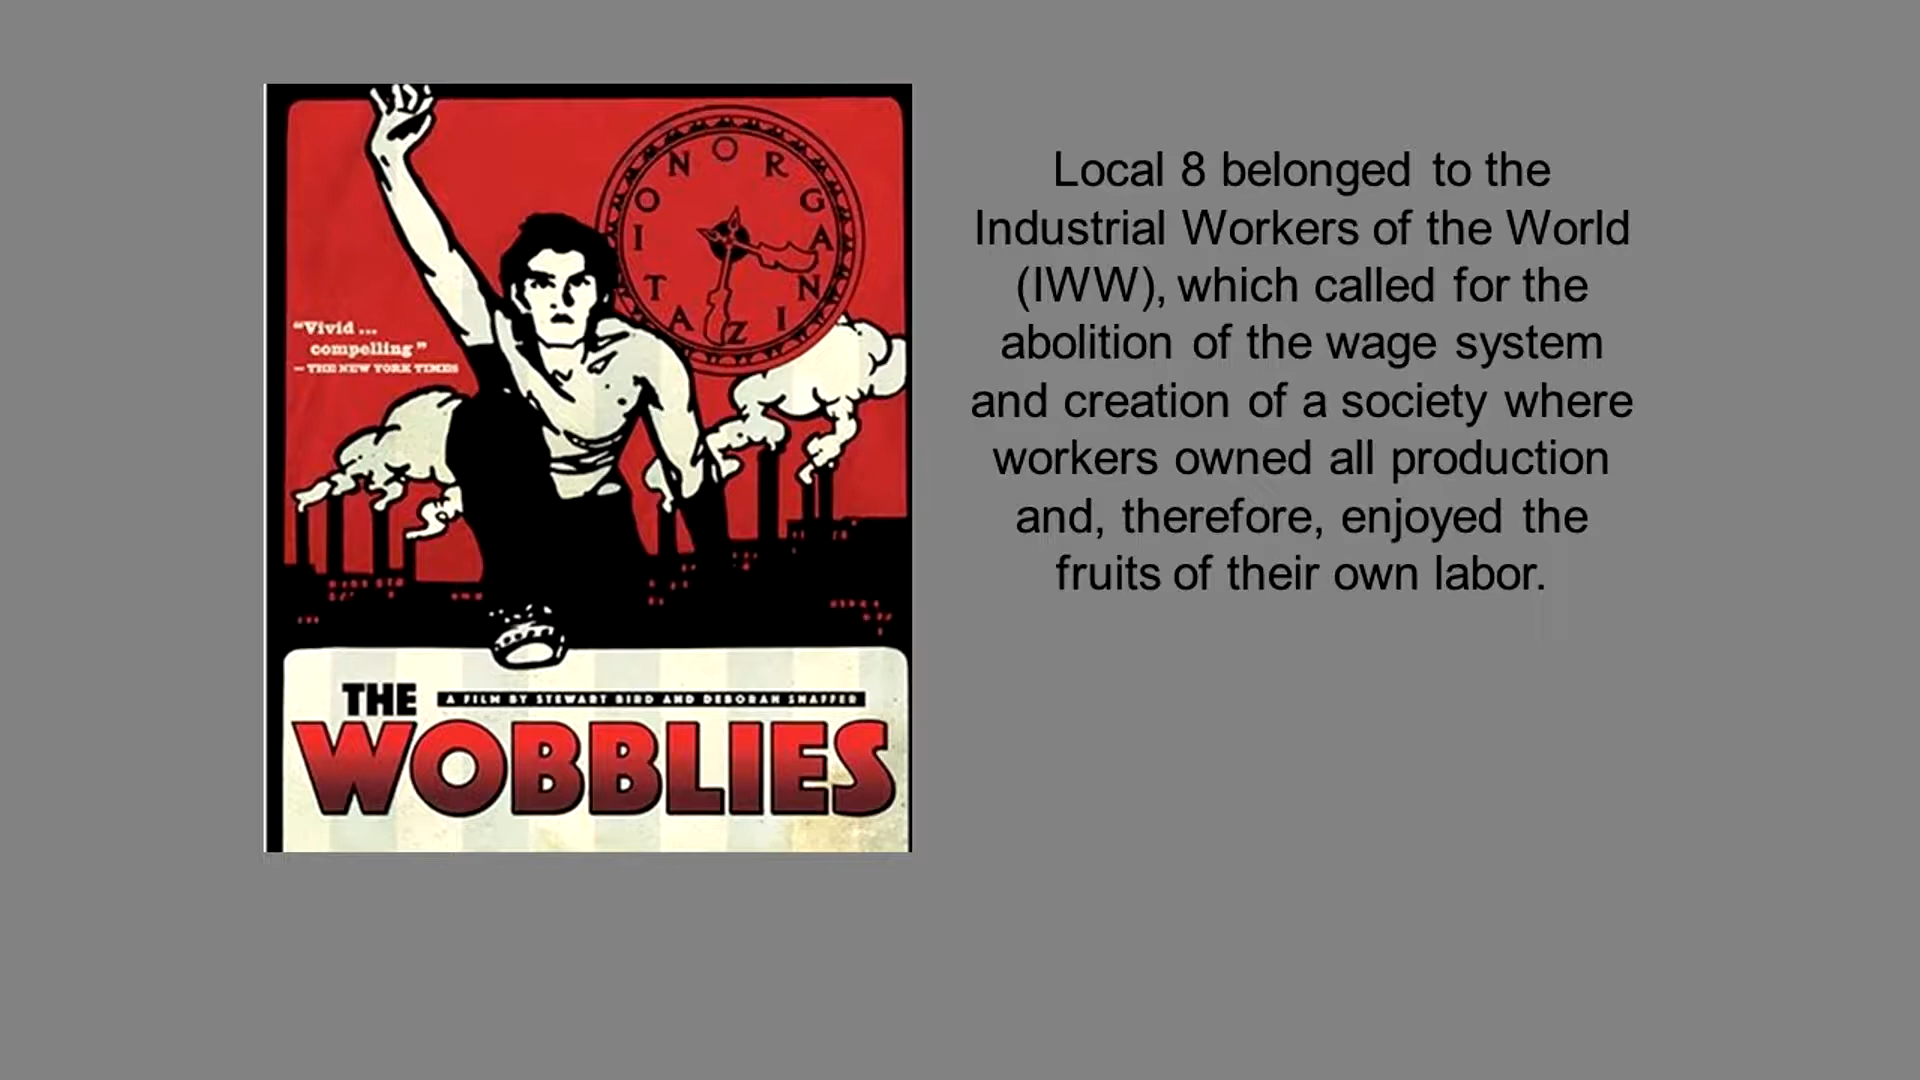 ORGANIZATION
"Vivid ...
compelling"
– THE NEW YORK TIMES
THE
A FILM BY STEWART BIRD AND DEBORAH SHAFFER
WOBBLIES
Local 8 belonged to the
Industrial Workers of the World
(IWW), which called for the
abolition of the wage system
and creation of a society where
workers owned all production
and, therefore, enjoyed the
fruits of their own labor.